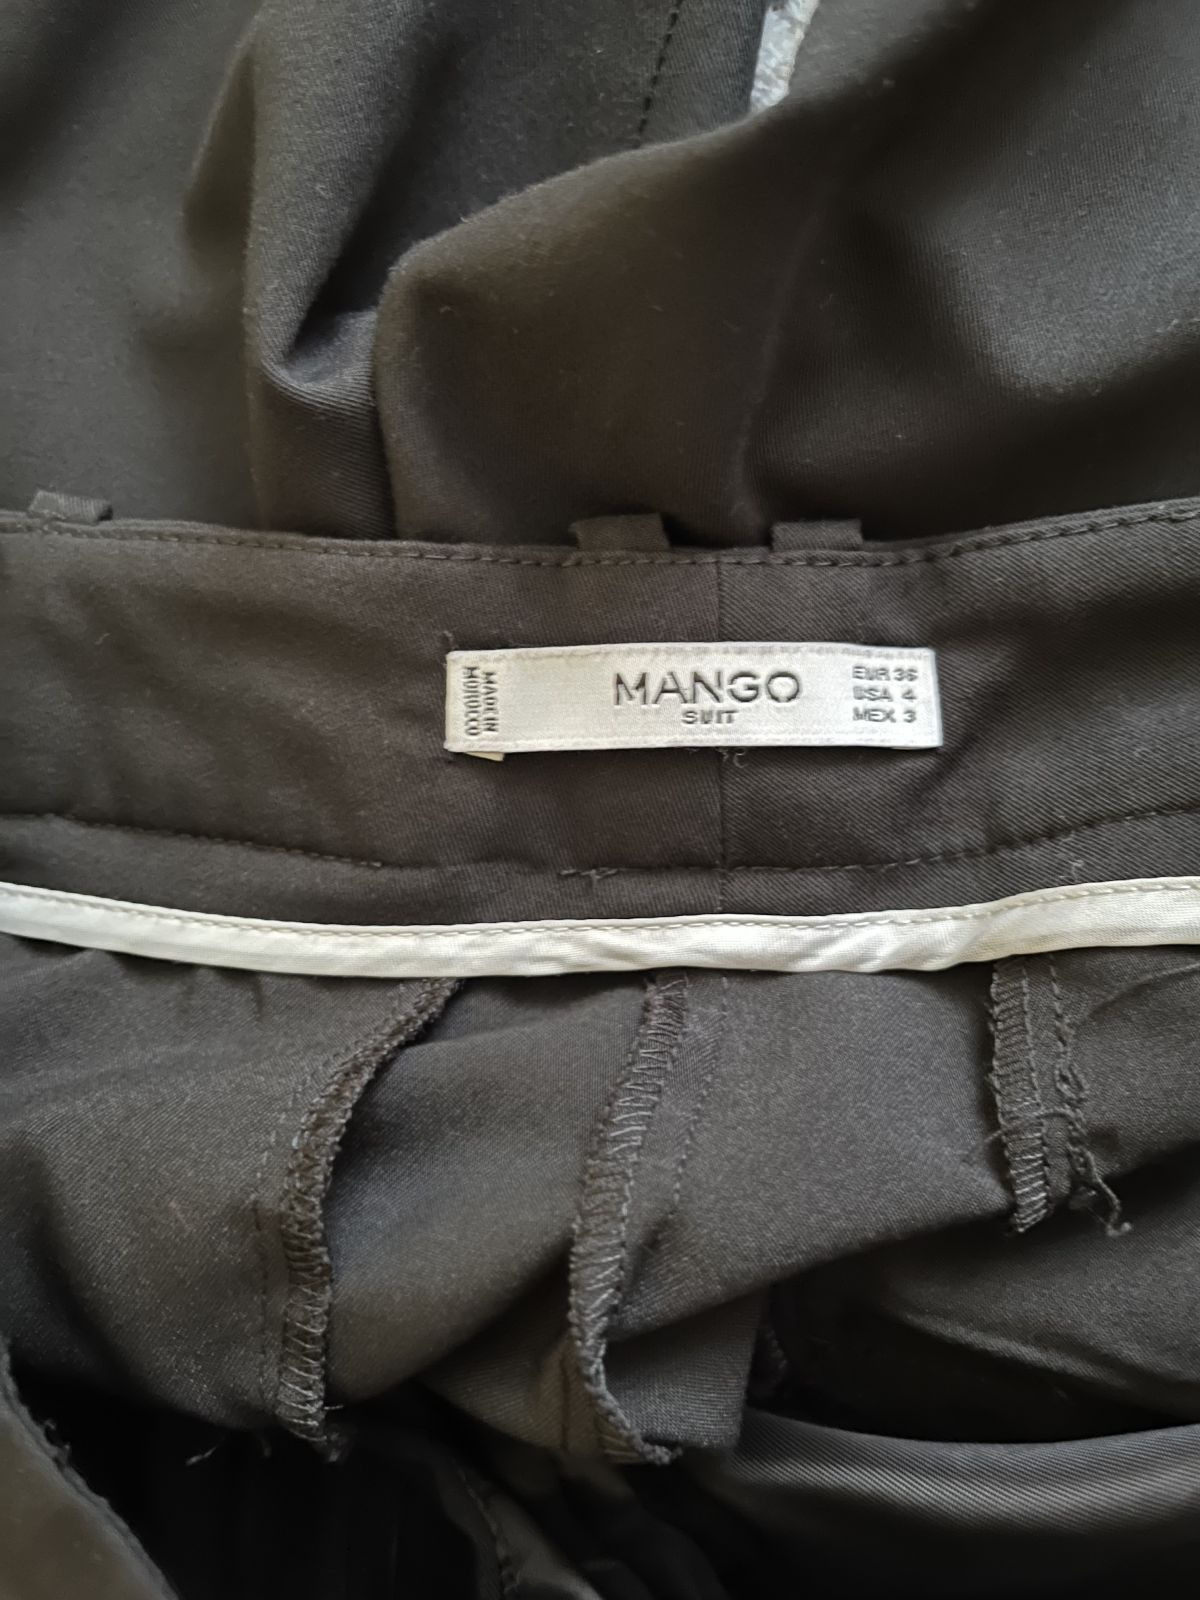 MADE IN
MOROCCO
MANGO
SUIT
EUR 36
USA 4
MEX 3